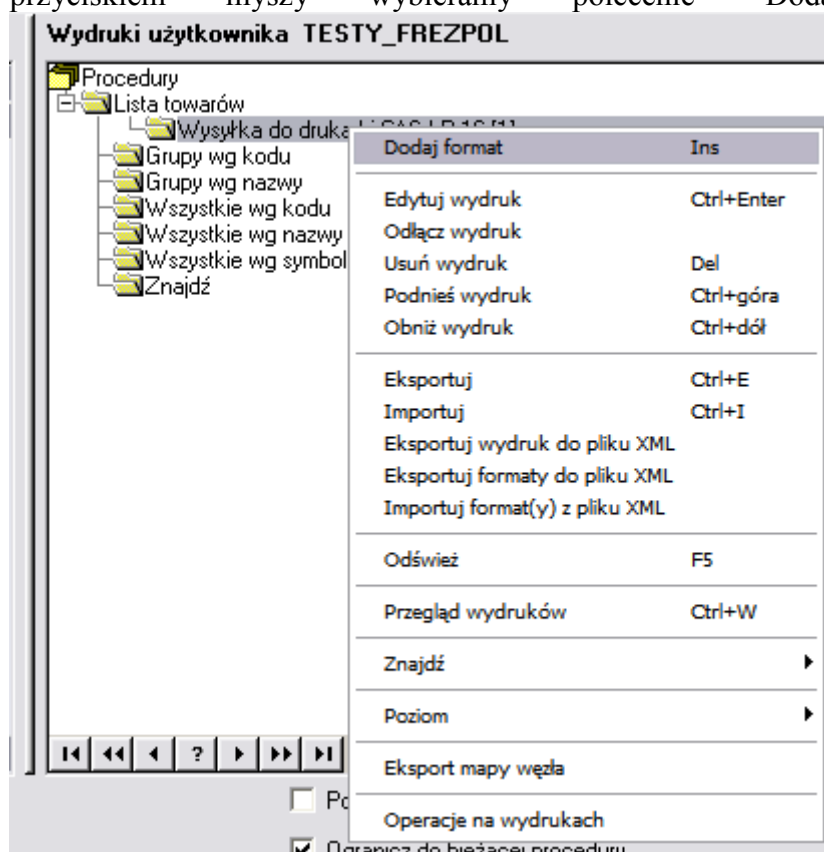 przyciskiem myszy wybieramy polecenie
Wydruki użytkownika TESTY_FREZPOL
Procedury
Lista towarów
Wysyłka do
Grupy wg kodu
Grupy wg nazwy
Wszystkie wg kodu
Wszystkie wg nazwy
Wszystkie wg
Znajdź
Dodaj format Ins
Edytuj wydruk Ctrl+Enter
Odłącz wydruk
Usuń wydruk Del
Podnieś wydruk Ctrl+góra
Obniż wydruk Ctrl+dół
Eksportuj Ctrl+E
Importuj Ctrl+I
Eksportuj wydruk do pliku XML
Eksportuj formaty do pliku XML
Importuj format(y) z pliku XML
Odśwież F5
Przegląd wydruków Ctrl+W
Znajdź
Poziom
Eksport mapy węzła
Operacje na wydrukach
?
Ogranicz do bieżącej procedury